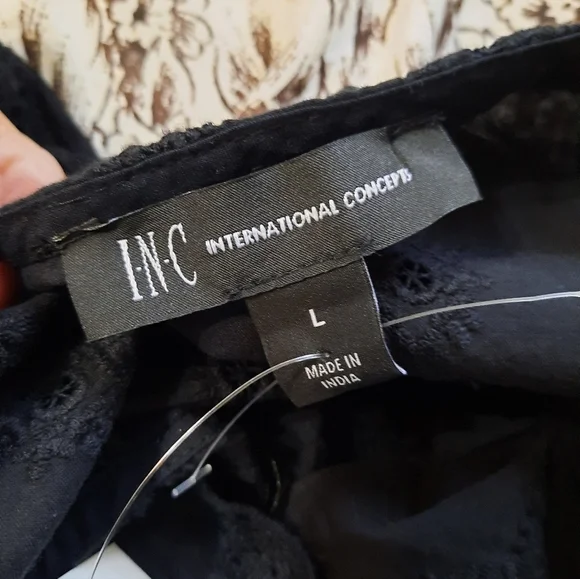 I·N·C INTERNATIONAL CONCEPTS
L
MADE IN
INDIA